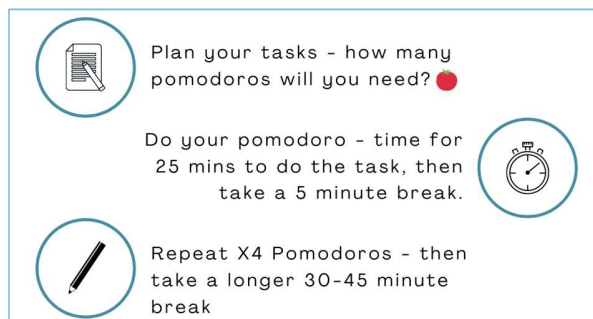 Plan your tasks - how many
pomodoros will you need?
Do your pomodoro - time for
25 mins to do the task, then
take a 5 minute break.
Repeat X4 Pomodoros - then
take a longer 30-45 minute
break